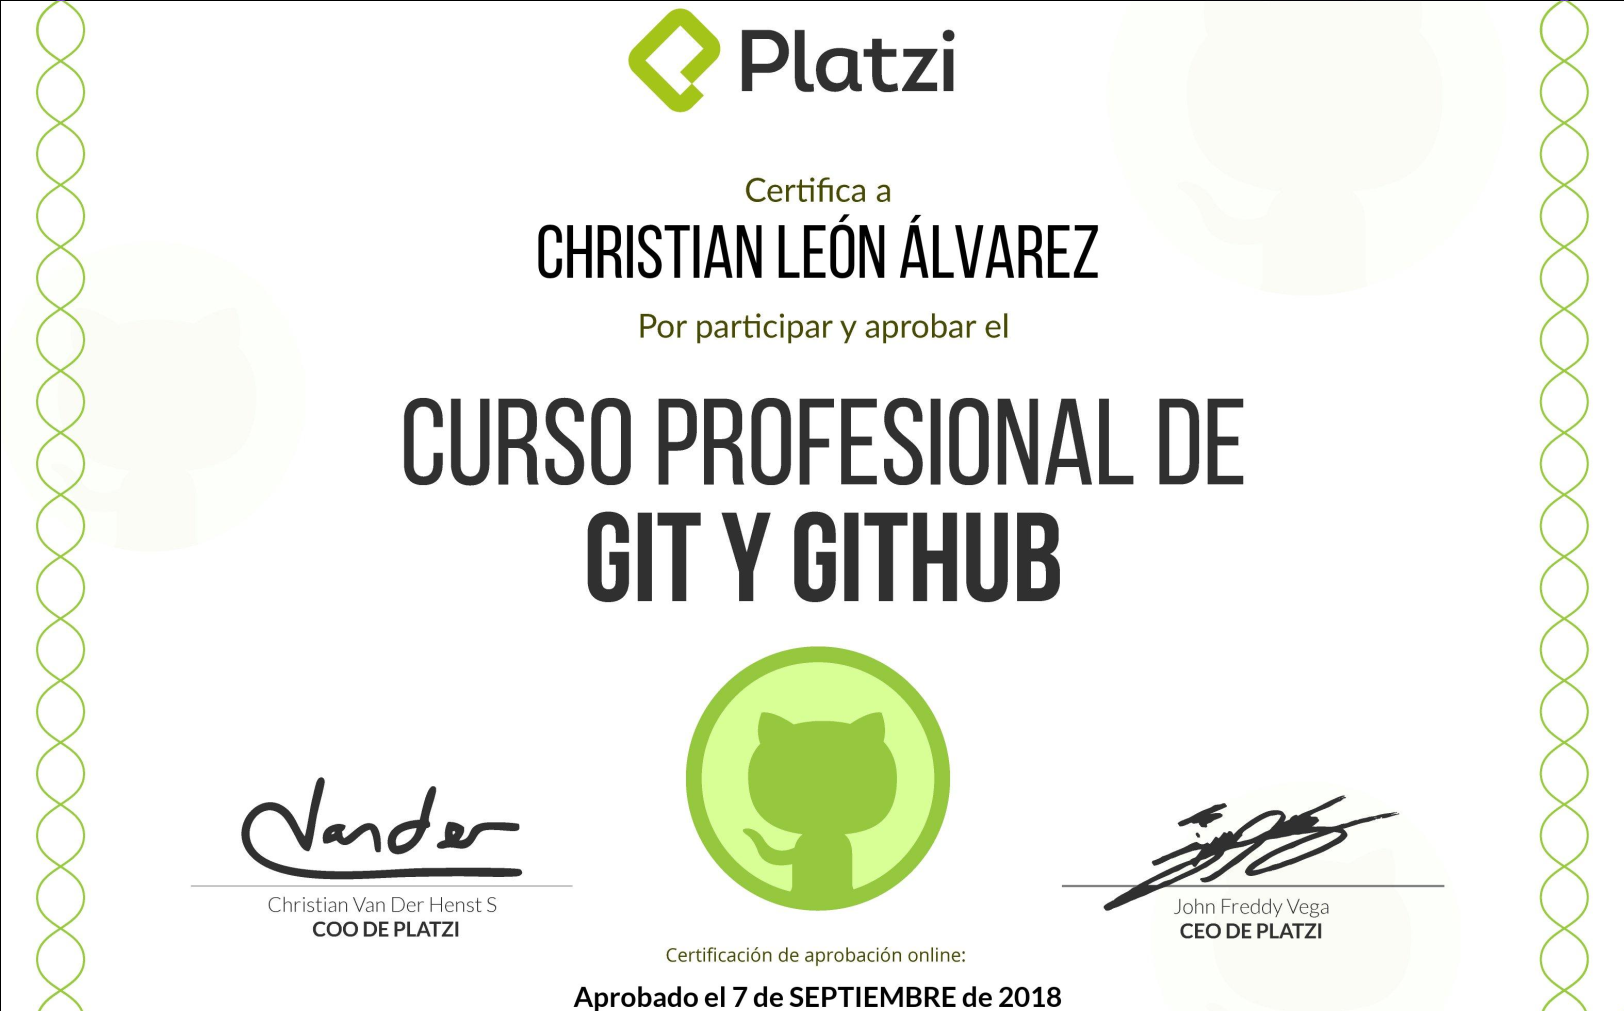 Platzi
Certifica a
CHRISTIAN LEÓN ÁLVAREZ
Por participar y aprobar el
CURSO PROFESIONAL DE
GIT Y GITHUB
Vander
Christian Van Der Henst S
COO DE PLATZI
John Freddy Vega
CEO DE PLATZI
Certificación de aprobación online:
Aprobado el 7 de SEPTIEMBRE de 2018